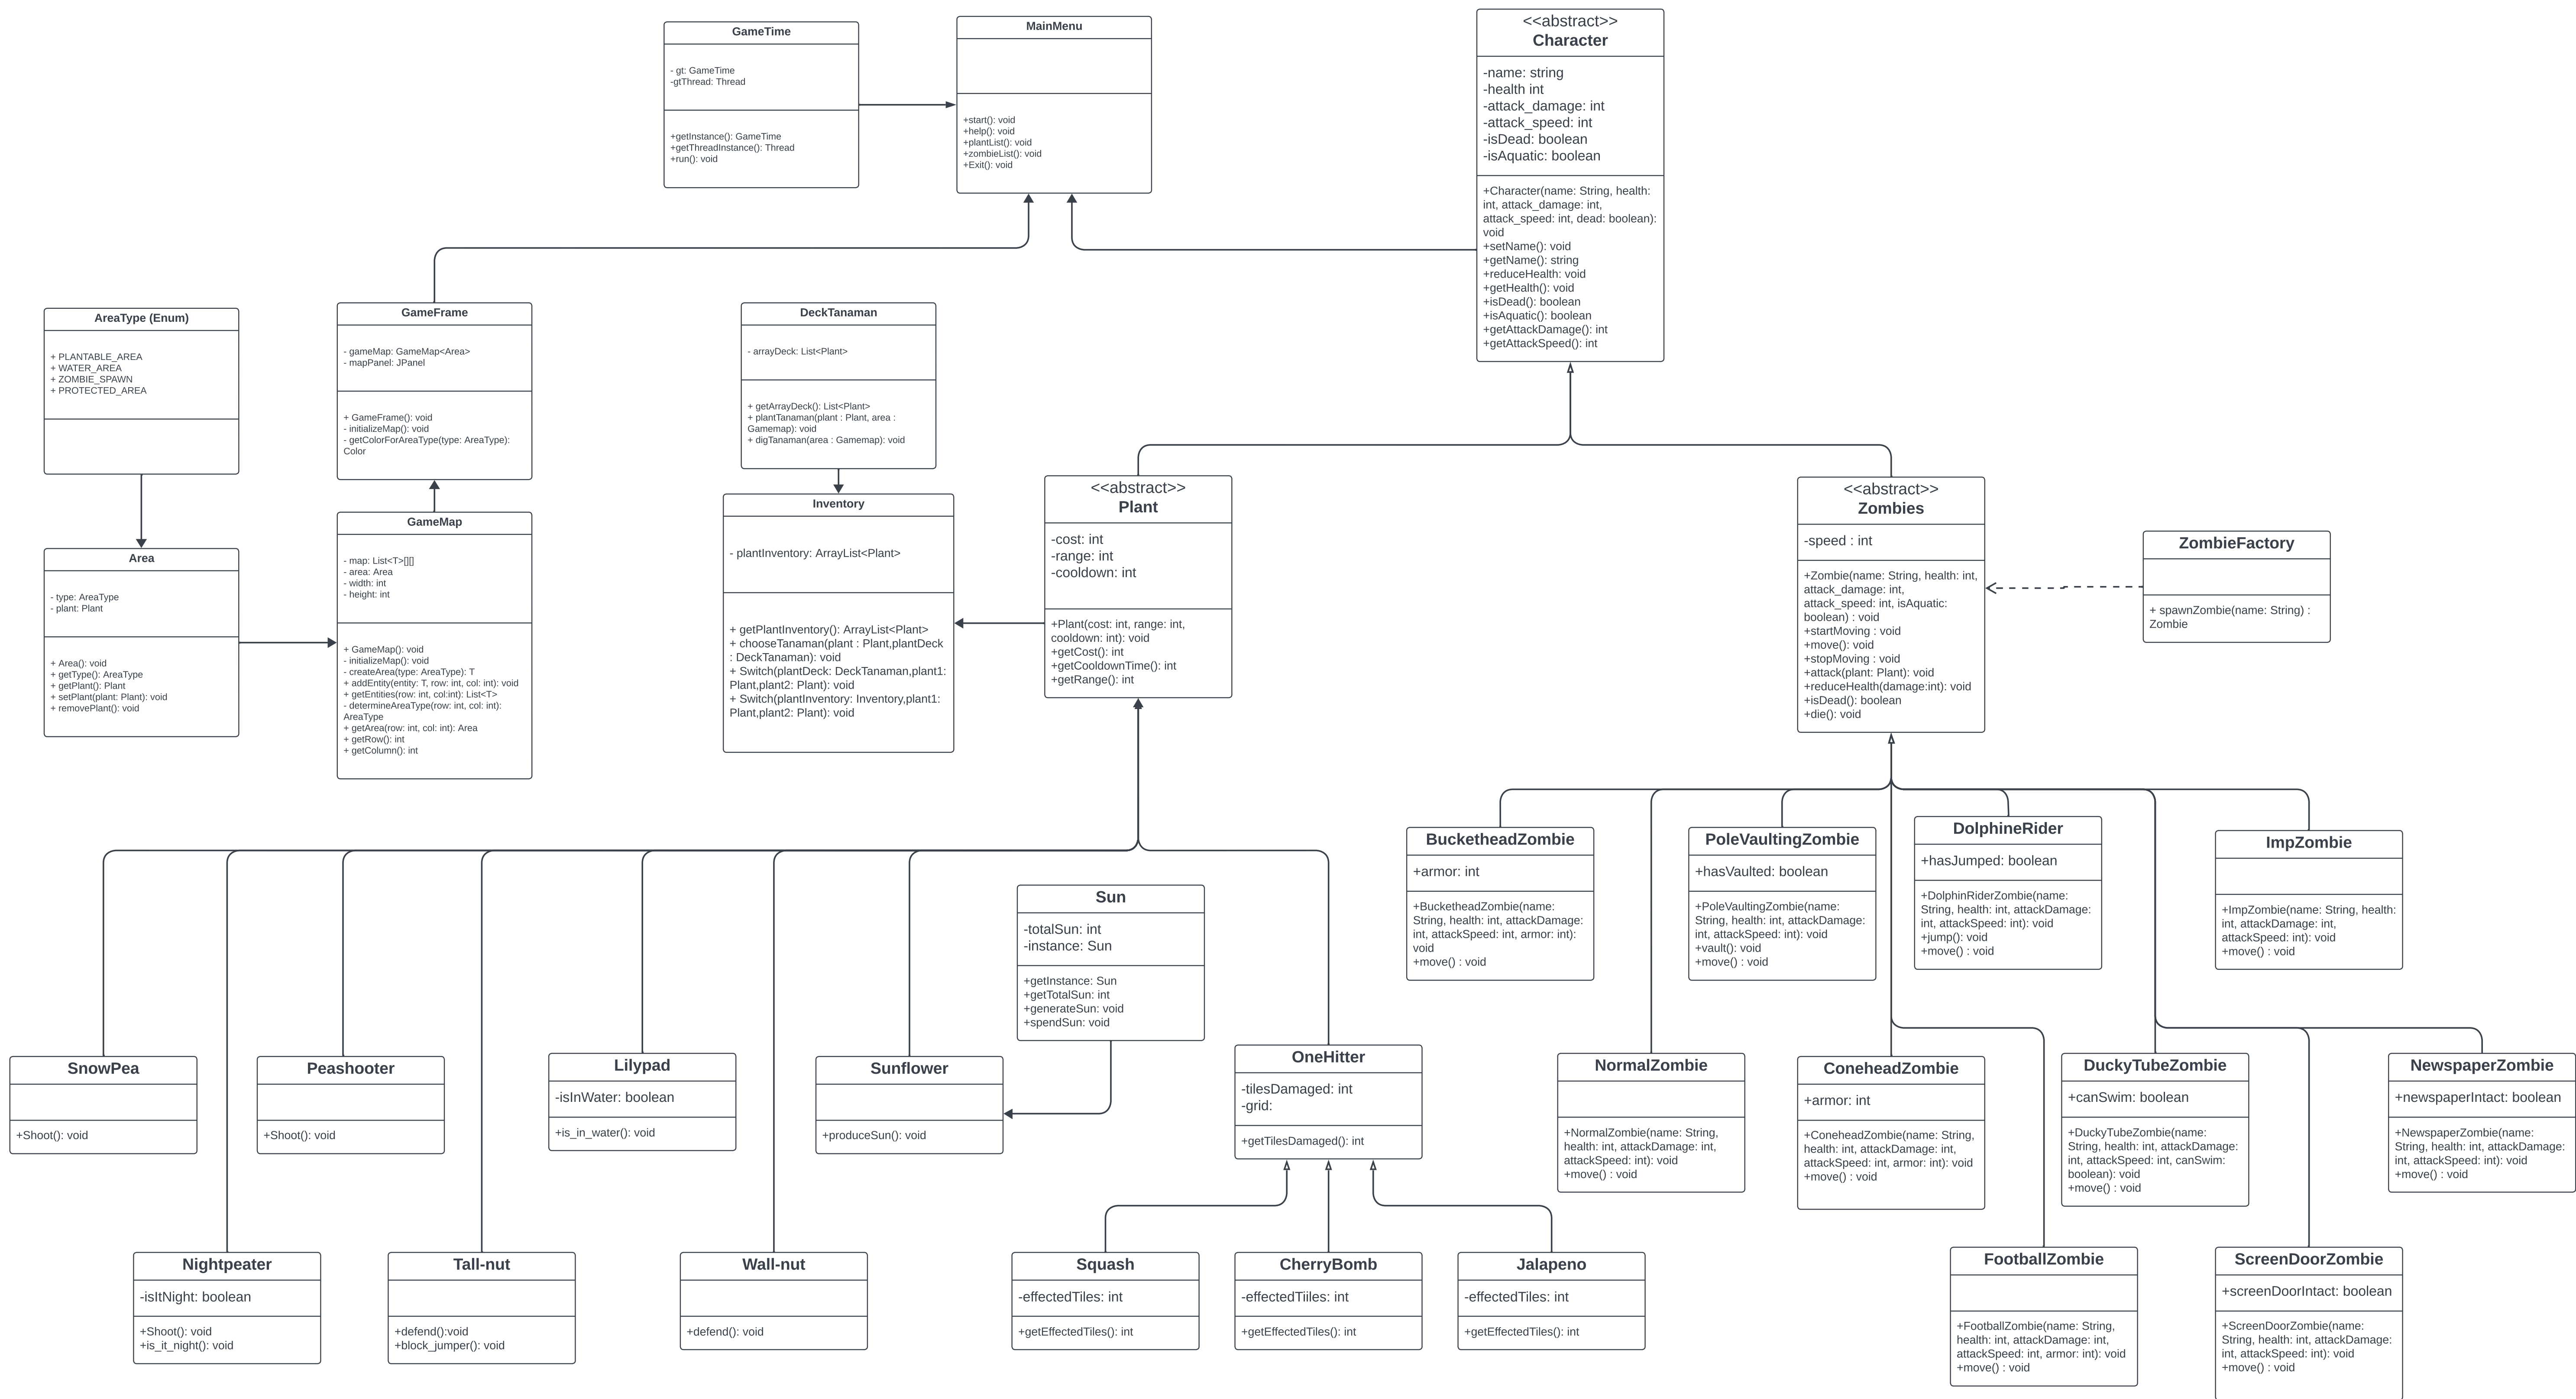 GameTime
- gt: GameTime
-gtThread: Thread
+getInstance(): GameTime
+getThreadInstance(): Thread
+run(): void
MainMenu
+start(): void
+help(): void
+plantList(): void
+zombieList(): void
+Exit(): void
<<abstract>>
Character
-name: string
-health int
-attack_damage: int
-attack_speed: int
-isDead: boolean
-isAquatic: boolean
+Character(name: String, health:
int, attack_damage: int,
attack_speed: int, dead: boolean):
void
+setName(): void
+getName(): string
+reduceHealth: void
+getHealth(): void
+isDead(): boolean
+isAquatic(): boolean
+getAttackDamage(): int
+getAttackSpeed(): int
AreaType (Enum)
+ PLANTABLE_AREA
+ WATER_AREA
+ ZOMBIE_SPAWN
+ PROTECTED_AREA
GameFrame
- gameMap: GameMap<Area>
- mapPanel: JPanel
+ GameFrame(): void
- initializeMap(): void
- getColorForAreaType(type: AreaType):
Color
DeckTanaman
- arrayDeck: List<Plant>
+ getArrayDeck(): List<Plant>
+ plantTanaman(plant : Plant, area :
Gamemap): void
+ digTanaman(area : Gamemap): void
Area
- type: AreaType
- plant: Plant
+ Area(): void
+ getType(): AreaType
+ getPlant(): Plant
+ setPlant(plant: Plant): void
+ removePlant(): void
GameMap
- map: List<T>[][]
- area: Area
- width: int
- height: int
+ GameMap(): void
- initializeMap(): void
- createArea(type: AreaType): T
+ addEntity(entity: T, row: int, col: int): void
+ getEntities(row: int, col:int): List<T>
- determineAreaType(row: int, col: int):
AreaType
+ getArea(row: int, col: int): Area
+ getRow(): int
+ getColumn(): int
Inventory
- plantInventory: ArrayList<Plant>
+ getPlantInventory(): ArrayList<Plant>
+ chooseTanaman(plant : Plant,plantDeck
: DeckTanaman): void
+ Switch(plantDeck: DeckTanaman,plant1:
Plant,plant2: Plant): void
+ Switch(plantInventory: Inventory,plant1:
Plant,plant2: Plant): void
<<abstract>>
Plant
-cost: int
-range: int
-cooldown: int
+Plant(cost: int, range: int,
cooldown: int): void
+getCost(): int
+getCooldownTime(): int
+getRange(): int
<<abstract>>
Zombies
-speed : int
+Zombie(name: String, health: int,
attack_damage: int,
attack_speed: int, isAquatic:
boolean) : void
+startMoving : void
+move(): void
+stopMoving : void
+attack(plant: Plant): void
+reduceHealth(damage:int): void
+isDead(): boolean
+die(): void
ZombieFactory
+ spawnZombie(name: String) :
Zombie
BucketheadZombie
+armor: int
+BucketheadZombie(name:
String, health: int, attackDamage:
int, attackSpeed: int, armor: int):
void
+move() : void
PoleVaultingZombie
+hasVaulted: boolean
+PoleVaultingZombie(name:
String, health: int, attackDamage:
int, attackSpeed: int): void
+vault(): void
+move() : void
DolphineRider
+hasJumped: boolean
+DolphinRiderZombie(name:
String, health: int, attackDamage:
int, attackSpeed: int): void
+jump(): void
+move() : void
ImpZombie
+ImpZombie(name: String, health:
int, attackDamage: int,
attackSpeed: int): void
+move() : void
Sun
-totalSun: int
-instance: Sun
+getInstance: Sun
+getTotalSun: int
+generateSun: void
+spendSun: void
SnowPea
+Shoot(): void
Peashooter
+Shoot(): void
Lilypad
-isInWater: boolean
+is_in_water(): void
Sunflower
+produceSun(): void
OneHitter
-tilesDamaged: int
-grid:
+getTilesDamaged(): int
NormalZombie
+NormalZombie(name: String,
health: int, attackDamage: int,
attackSpeed: int): void
+move() : void
ConeheadZombie
+armor: int
+ConeheadZombie(name: String,
health: int, attackDamage: int,
attackSpeed: int, armor: int): void
+move() : void
DuckyTubeZombie
+canSwim: boolean
+DuckyTubeZombie(name:
String, health: int, attackDamage:
int, attackSpeed: int, canSwim:
boolean): void
+move() : void
NewspaperZombie
+newspaperIntact: boolean
+NewspaperZombie(name:
String, health: int, attackDamage:
int, attackSpeed: int): void
+move() : void
Nightpeater
-isItNight: boolean
+Shoot(): void
+is_it_night(): void
Tall-nut
+defend():void
+block_jumper(): void
Wall-nut
+defend(): void
Squash
-effectedTiles: int
+getEffectedTiles(): int
CherryBomb
-effectedTiiles: int
+getEffectedTiles(): int
Jalapeno
-effectedTiles: int
+getEffectedTiles(): int
FootballZombie
+FootballZombie(name: String,
health: int, attackDamage: int,
attackSpeed: int, armor: int): void
+move() : void
ScreenDoorZombie
+screenDoorIntact: boolean
+ScreenDoorZombie(name:
String, health: int, attackDamage:
int, attackSpeed: int): void
+move() : void